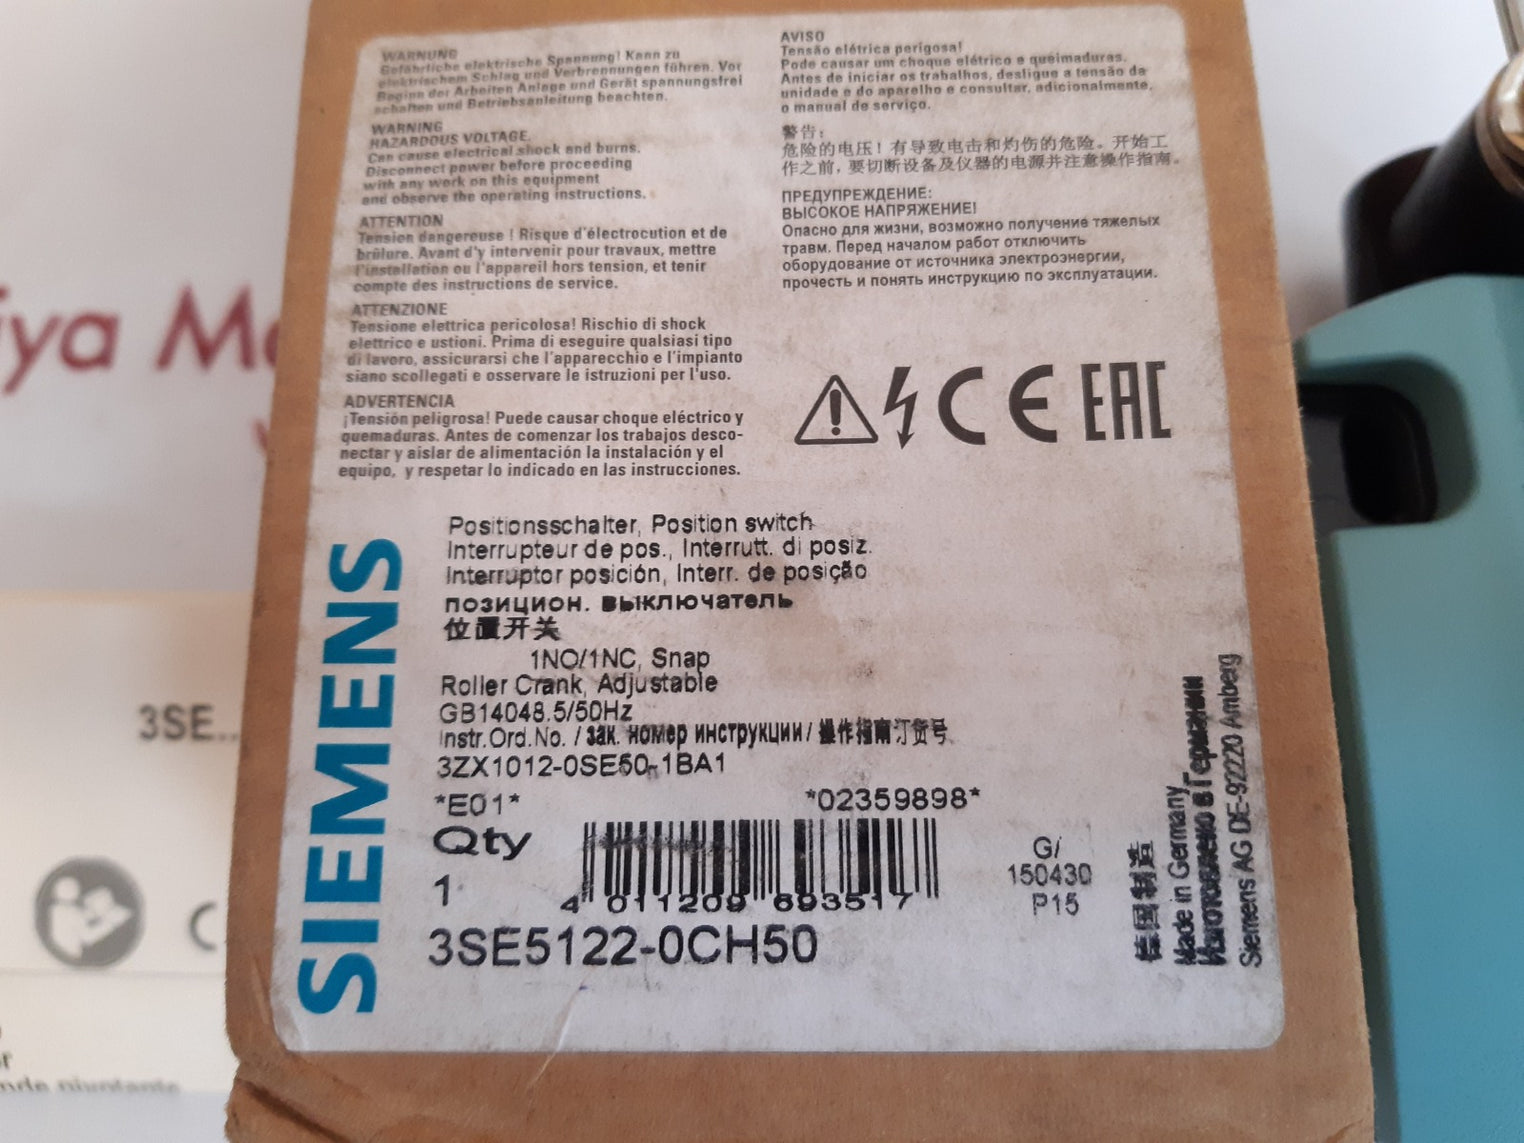 WARNUNG
Gefährliche elektrische Spannung! Kann zu
elektrischem Schlag und Verbrennungen führen. Vor
Beginn der Arbeiten Anlage und Gerät spannungsfrei
schalten und Betriebsanleitung beachten.
WARNING
HAZARDOUS VOLTAGE.
Can cause electrical shock and burns.
Disconnect power before proceeding
with any work on this equipment
and observe the operating instructions.
ATTENTION
Tension dangereuse ! Risque d'électrocution et de
brûlure. Avant d'y intervenir pour travaux, mettre
l'installation ou l'appareil hors tension, et tenir
compte des instructions de service.
ATTENZIONE
Tensione elettrica pericolosa! Rischio di shock
elettrico e ustioni. Prima di eseguire qualsiasi tipo
di lavoro, assicurarsi che l'apparecchio e l'impianto
siano scollegati e osservare le istruzioni per l'uso.
ADVERTENCIA
¡Tensión peligrosa! Puede causar choque eléctrico y
quemaduras. Antes de comenzar los trabajos desco-
nectar y aislar de alimentación la instalación y el
equipo, y respetar lo indicado en las instrucciones.
AVISO
Tensão elétrica perigosa!
Pode causar um choque elétrico e queimaduras.
Antes de iniciar os trabalhos, desligue a tensão da
unidade e do aparelho e consultar, adicionalmente,
o manual de serviço.
警告:
危险的电压!有导致电击和灼伤的危险。开始工
作之前,要切断设备及仪器的电源并注意操作指南。
ПРЕДУПРЕЖДЕНИЕ:
ВЫСОКОЕ НАПРЯЖЕНИЕ!
Опасно для жизни, возможно получение тяжелых
травм. Перед началом работ отключить
оборудование от источника электроэнергии,
прочесть и понять инструкцию по эксплуатации.
CE EAC
SIEMENS
Positionsschalter, Position switch
Interrupteur de pos., Interrutt. di posiz.
Interruptor posición, Interr. de posição
позицион. выключатель
位置开关
1NO/1NC, Snap
Roller Crank, Adjustable
GB14048.5/50Hz
Instr.Ord.No. / зак. номер инструкции / 操作指南订货号
3ZX1012-0SE50-1BA1
*E01* *02359898*
Qty
1
4 011209 693517
G/
150430
P15
3SE5122-0CH50
德国制造
Made in Germany
Изготовлено в Германии
Siemens AG DE-92220 Amberg
iya Ma
3SE...
C